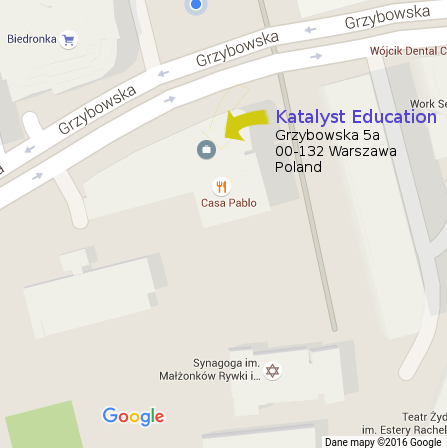 Grzybowska
Biedronka
Grzybowska
Wójcik Dental C
Grzybowska
Work Se
Katalyst Education
Grzybowska 5a
00-132 Warszawa
Poland
Casa Pablo
Synagoga im.
Małżonków Rywki i...
Google
Teatr Żyd
im. Estery Rachel
Dane mapy ©2016 Google